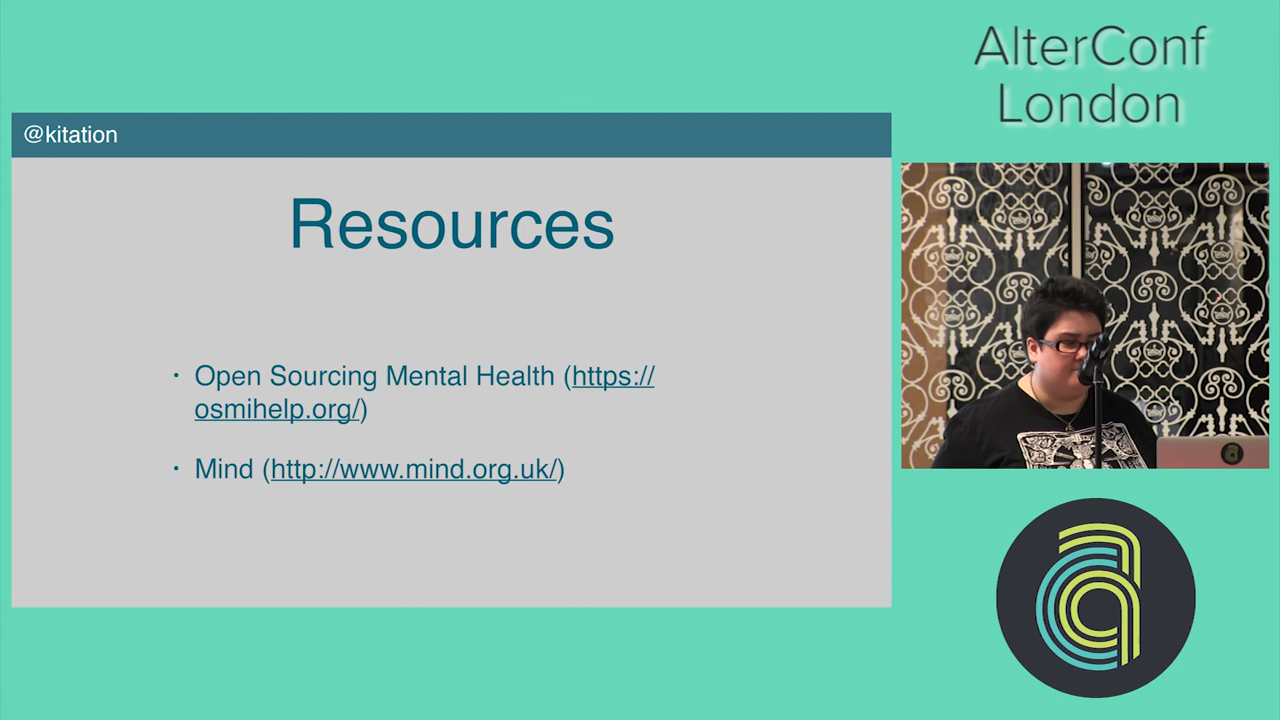 AlterConf
London
@kitation
Resources
• Open Sourcing Mental Health (https://
osmihelp.org/)
• Mind (http://www.mind.org.uk/)